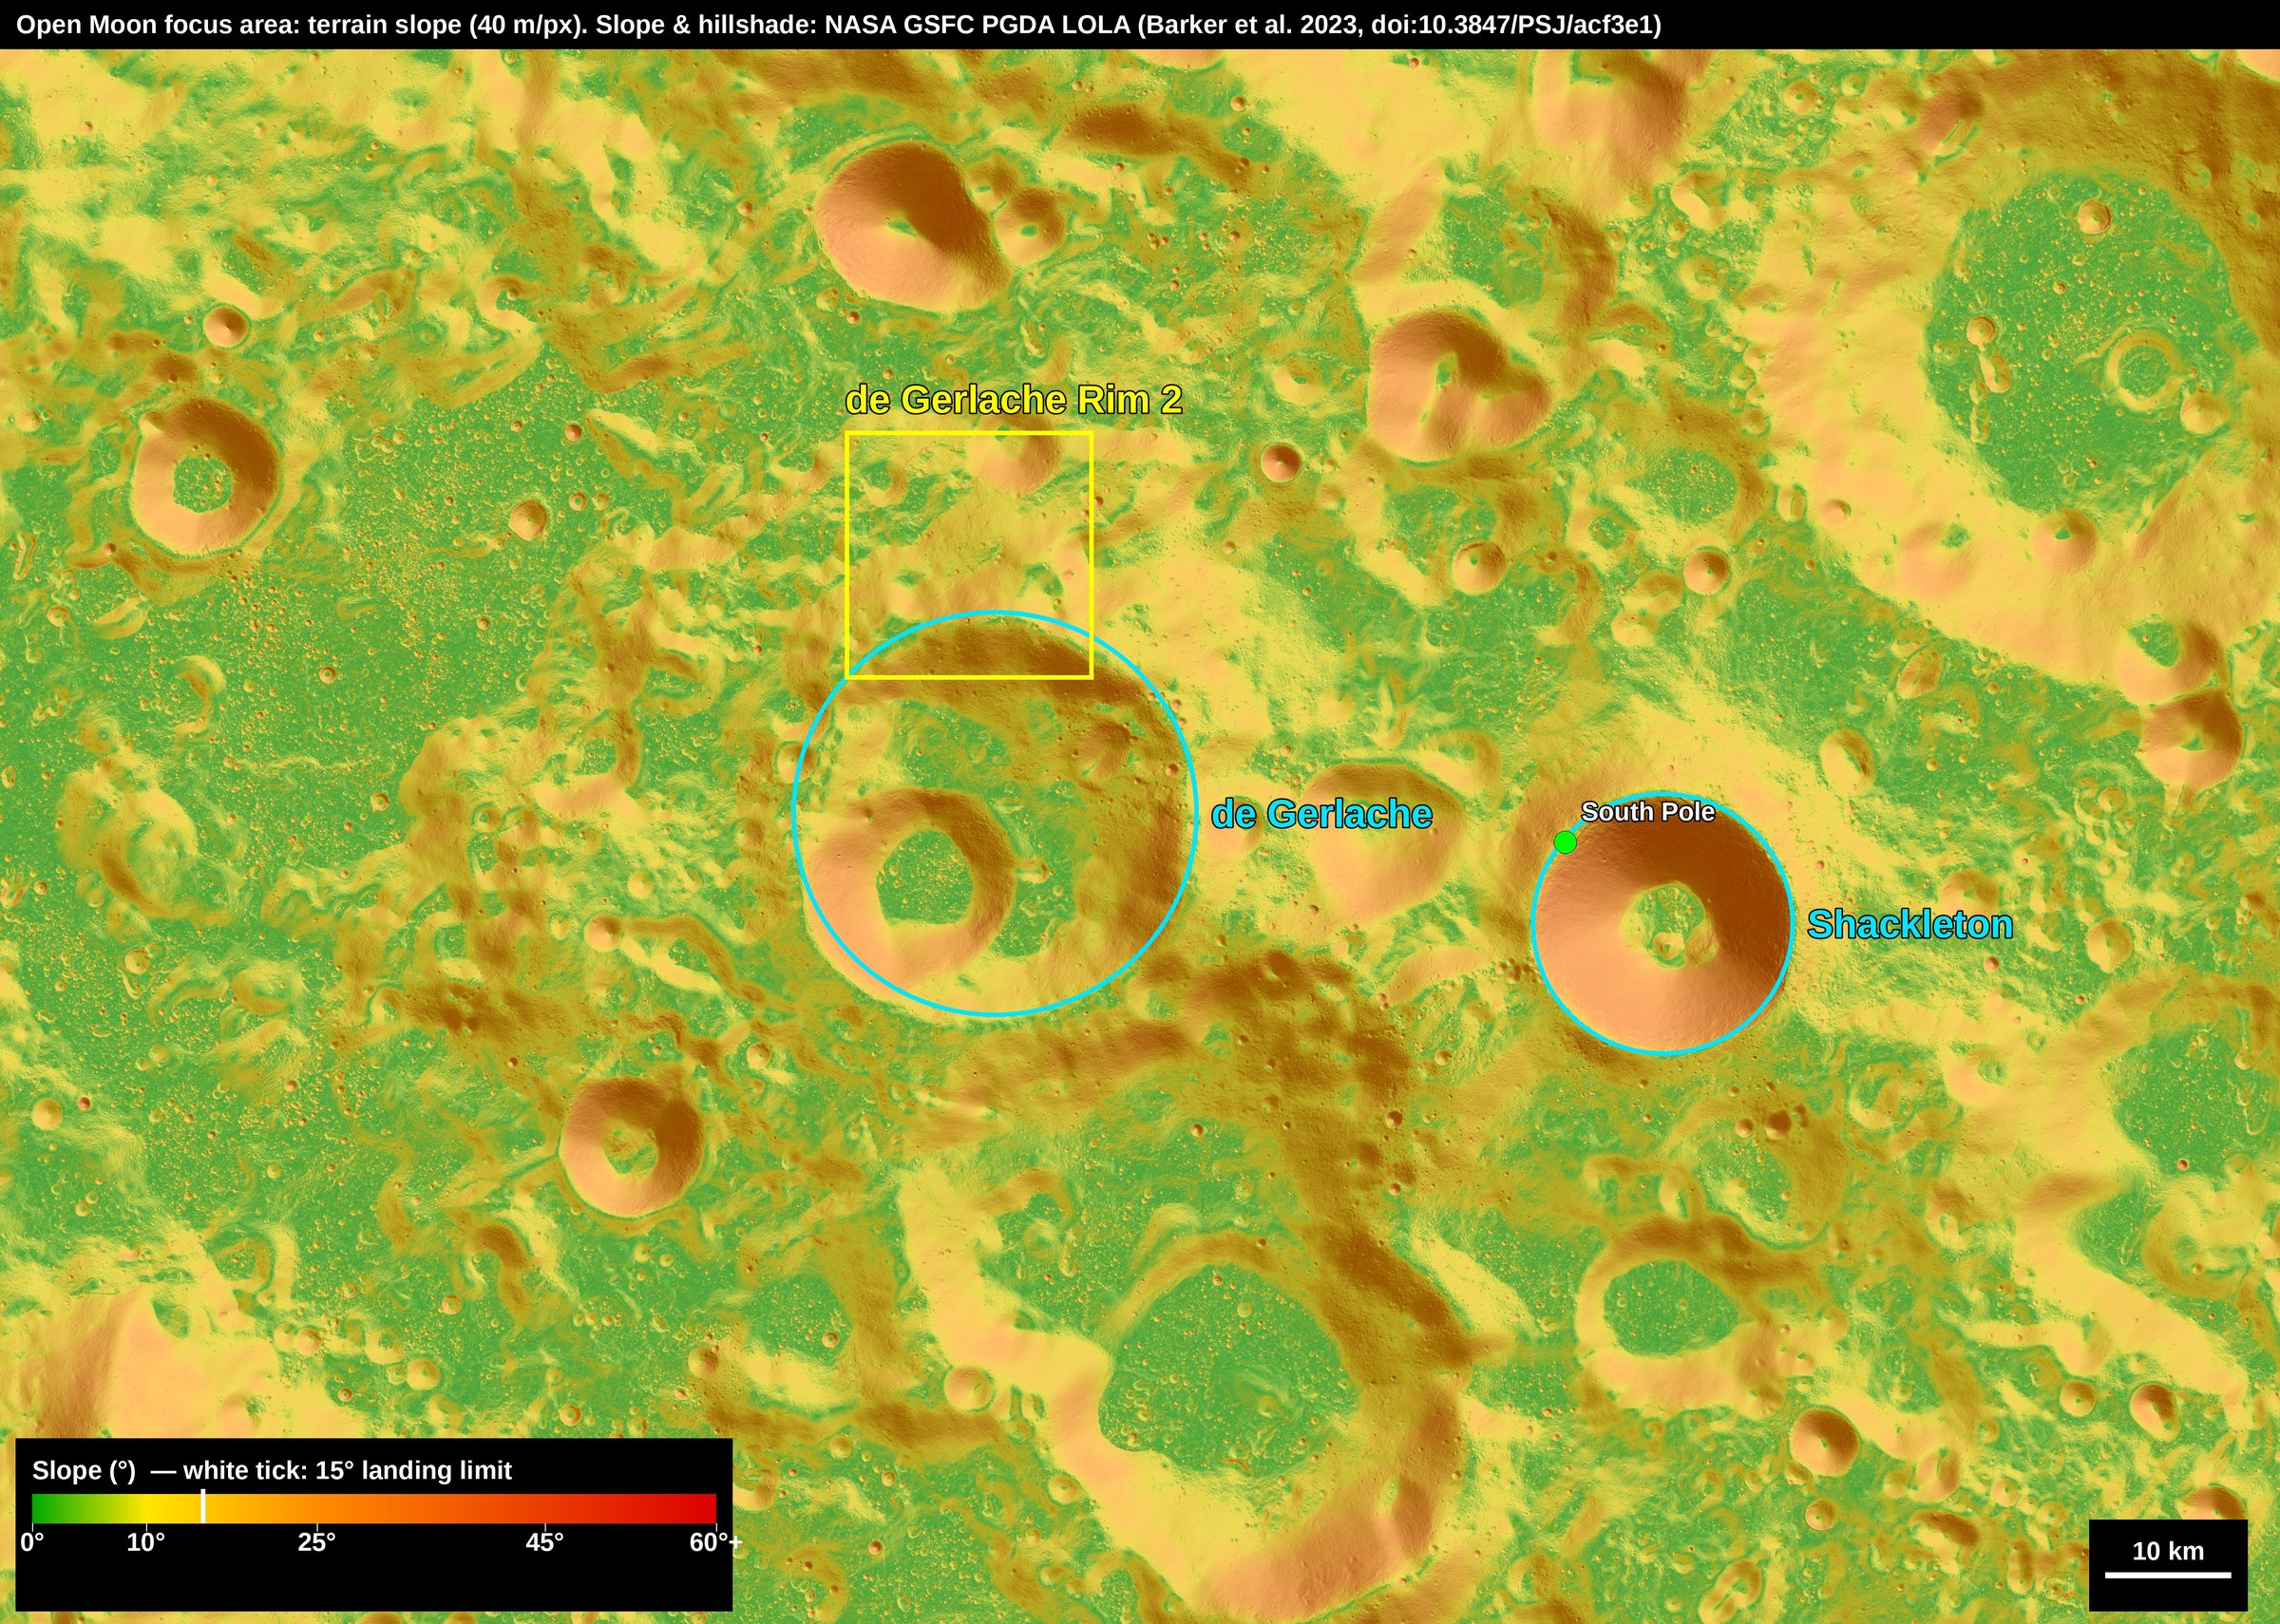 Open Moon focus area: terrain slope (40 m/px). Slope & hillshade: NASA GSFC PGDA LOLA (Barker et al. 2023, doi:10.3847/PSJ/acf3e1)
de Gerlache Rim 2
South Pole
de Gerlache
Shackleton
Slope (°) — white tick: 15° landing limit
0° 10° 25° 45° 60°+
10 km